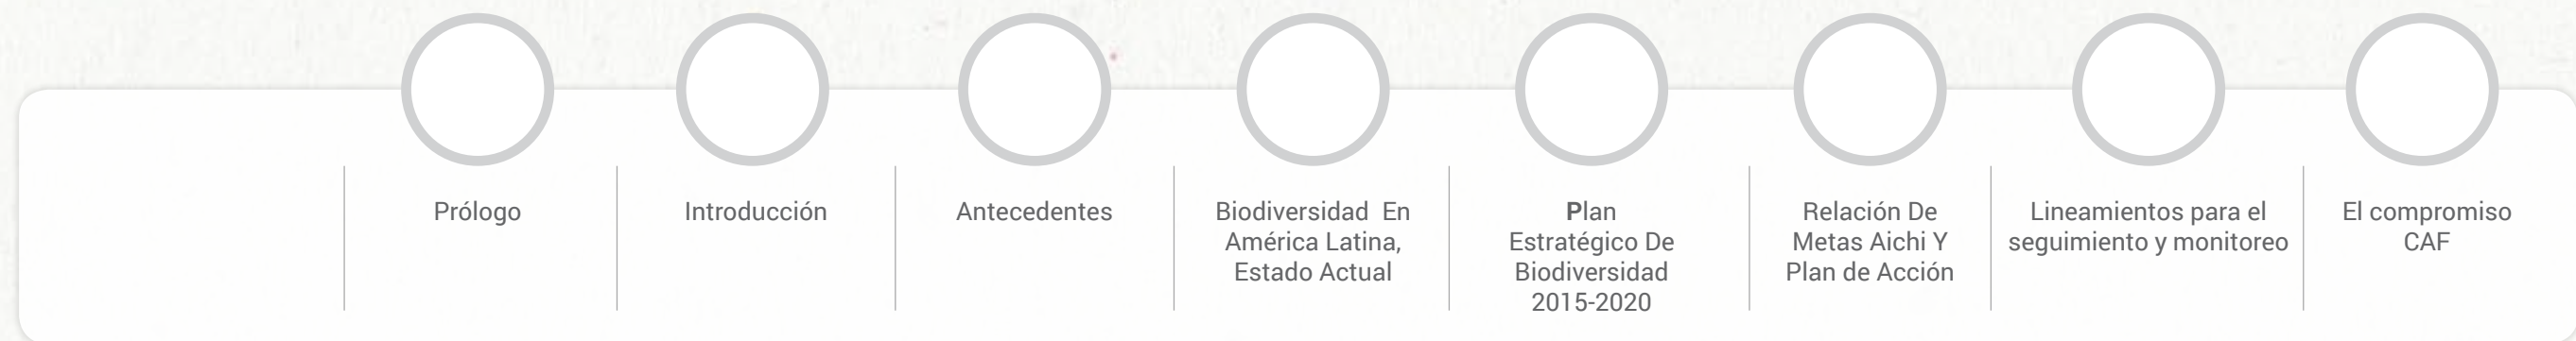 Prólogo
Introducción
Antecedentes
Biodiversidad En
América Latina,
Estado Actual
Plan
Estratégico De
Biodiversidad
2015-2020
Relación De
Metas Aichi Y
Plan de Acción
Lineamientos para el
seguimiento y monitoreo
El compromiso
CAF